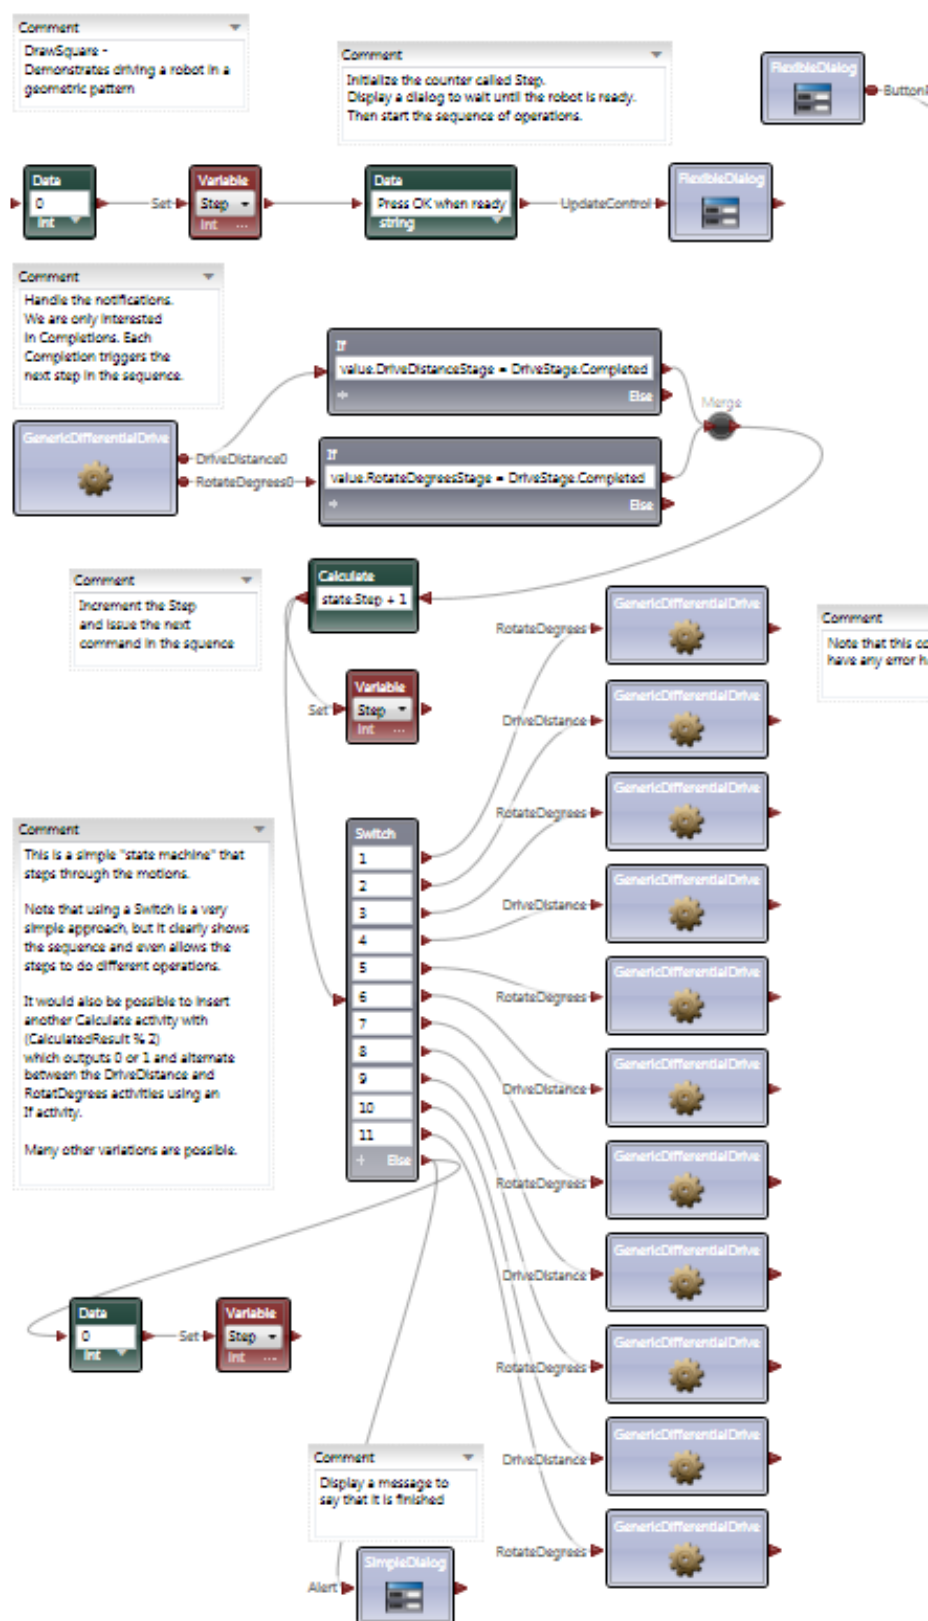 Comment
DrawSquare -
Demonstrates driving a robot in a
geometric pattern
Comment
Initialize the counter called Step.
Display a dialog to wait until the robot is ready.
Then start the sequence of operations.
FlexibleDialog
Data
0
int
Set
Variable
Step
int ...
Data
Press OK when ready
string
UpdateControl
FlexibleDialog
Comment
Handle the notifications.
We are only interested
in Completions. Each
Completion triggers the
next step in the sequence.
If
value.DriveDistanceStage = DriveStage.Completed
Else
Merge
GenericDifferentialDrive
DriveDistance0
RotateDegrees0
If
value.RotateDegreesStage = DriveStage.Completed
Else
Comment
Increment the Step
and issue the next
command in the squence
Calculate
state.Step + 1
Set
Variable
Step
int ...
RotateDegrees
GenericDifferentialDrive
Comment
Note that this co
have any error h
DriveDistance
GenericDifferentialDrive
RotateDegrees
GenericDifferentialDrive
DriveDistance
GenericDifferentialDrive
RotateDegrees
GenericDifferentialDrive
DriveDistance
GenericDifferentialDrive
RotateDegrees
GenericDifferentialDrive
DriveDistance
GenericDifferentialDrive
RotateDegrees
GenericDifferentialDrive
DriveDistance
GenericDifferentialDrive
RotateDegrees
GenericDifferentialDrive
Comment
This is a simple "state machine" that
steps through the motions.
Note that using a Switch is a very
simple approach, but it clearly shows
the sequence and even allows the
steps to do different operations.
It would also be possible to insert
another Calculate activity with
(CalculatedResult % 2)
which outputs 0 or 1 and alternate
between the DriveDistance and
RotatDegrees activities using an
If activity.
Many other variations are possible.
Switch
1
2
3
4
5
6
7
8
9
10
11
+ Else
Data
0
int
Set
Variable
Step
int ...
Comment
Display a message to
say that it is finished
Alert
SimpleDialog